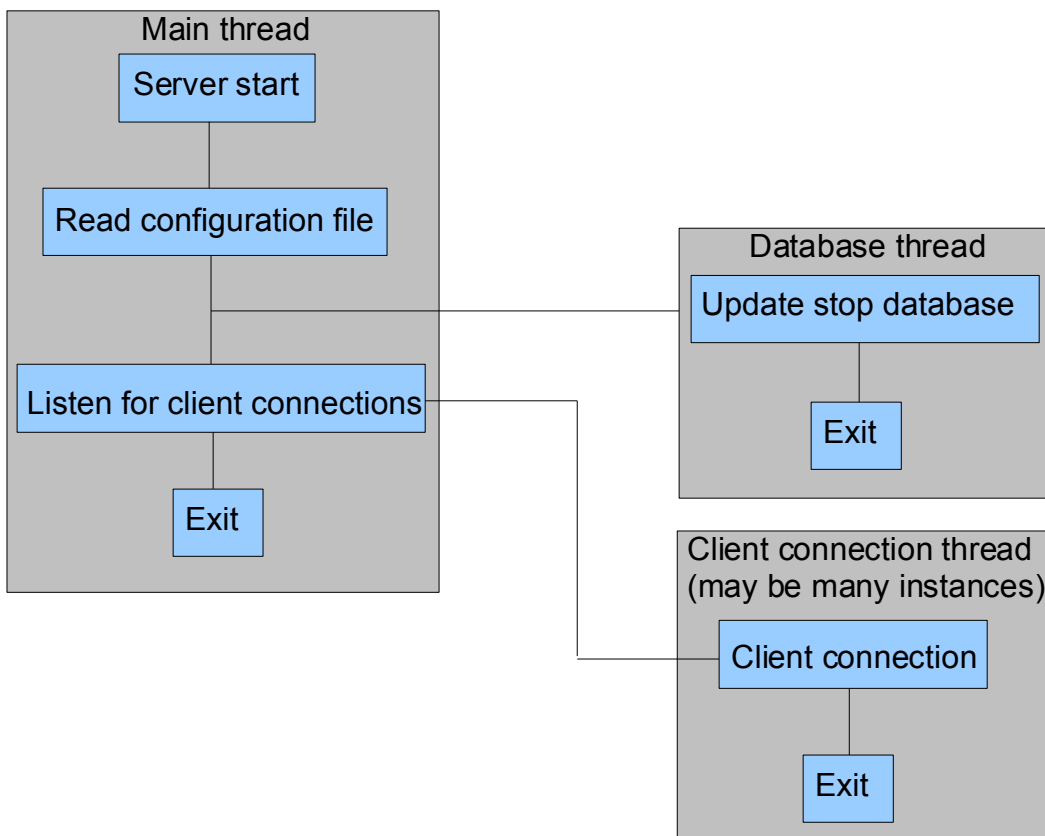 Main thread
Server start
Read configuration file
Listen for client connections
Exit
Database thread
Update stop database
Exit
Client connection thread
(may be many instances)
Client connection
Exit